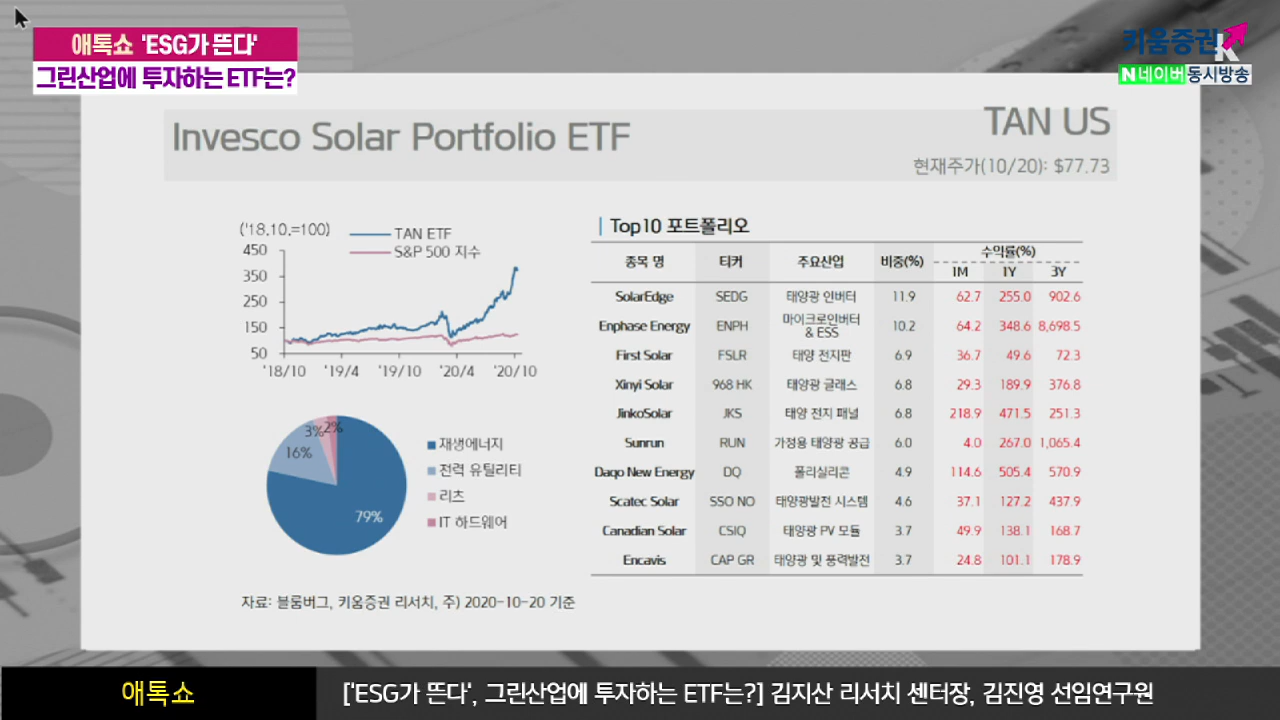 애톡쇼 'ESG가 뜬다'
그린산업에 투자하는 ETF는?
키움증권
N네이버 동시방송
Invesco Solar Portfolio ETF
TAN US
현재주가(10/20): $77.73
('18.10.=100)
TAN ETF
S&P 500 지수
450
350
250
150
50
'18/10 '19/4 '19/10 '20/4 '20/10
3% 2%
16%
79%
재생에너지
전력 유틸리티
리츠
IT 하드웨어
Top10 포트폴리오
종목 명 티커 주요산업 비중(%) 수익률(%)
1M 1Y 3Y
SolarEdge SEDG 태양광 인버터 11.9 62.7 255.0 902.6
Enphase Energy ENPH 마이크로인버터 & ESS 10.2 64.2 348.6 8,698.5
First Solar FSLR 태양 전지판 6.9 36.7 49.6 72.3
Xinyi Solar 968 HK 태양광 글래스 6.8 29.3 189.9 376.8
JinkoSolar JKS 태양 전지 패널 6.8 218.9 471.5 251.3
Sunrun RUN 가정용 태양광 공급 6.0 4.0 267.0 1,065.4
Daqo New Energy DQ 폴리실리콘 4.9 114.6 505.4 570.9
Scatec Solar SSO NO 태양광발전 시스템 4.6 37.1 127.2 437.9
Canadian Solar CSIQ 태양광 PV 모듈 3.7 49.9 138.1 168.7
Encavis CAP GR 태양광 및 풍력발전 3.7 24.8 101.1 178.9
자료: 블룸버그, 키움증권 리서치, 주) 2020-10-20 기준
애톡쇼
['ESG가 뜬다', 그린산업에 투자하는 ETF는?] 김지산 리서치 센터장, 김진영 선임연구원